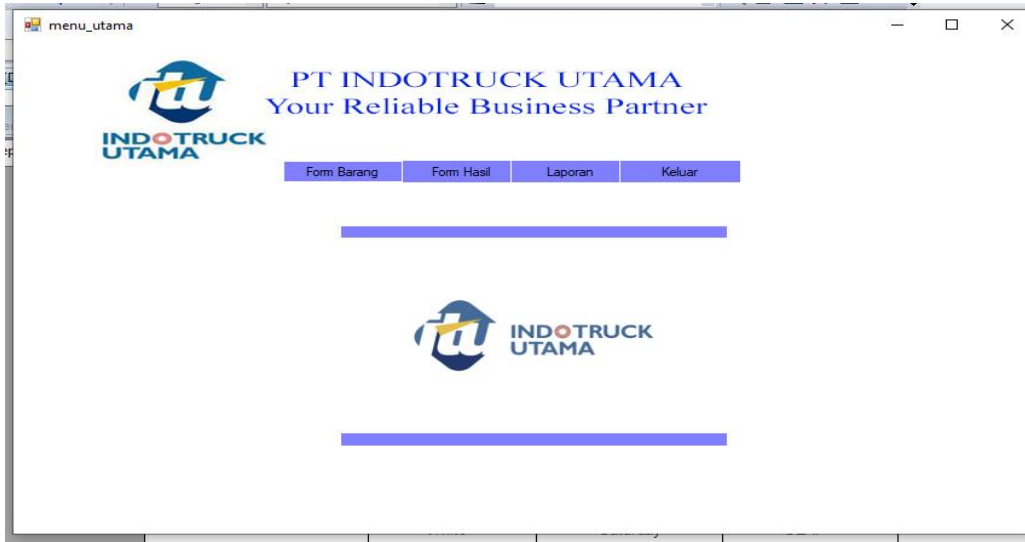 menu_utama
PT INDOTRUCK UTAMA
Your Reliable Business Partner
INDOTRUCK
UTAMA
Form Barang Form Hasil Laporan Keluar
INDOTRUCK
UTAMA